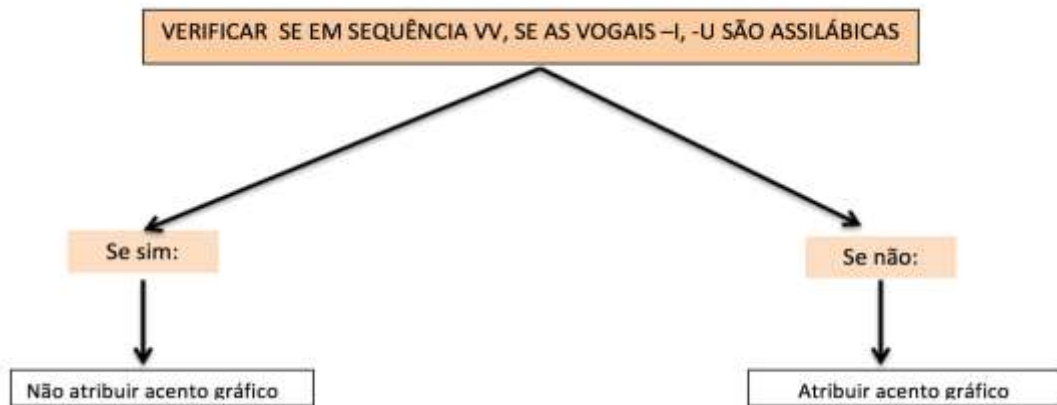 VERIFICAR SE EM SEQUÊNCIA VV, SE AS VOGAIS –I, -U SÃO ASSILÁBICAS
Se sim:
Se não:
Não atribuir acento gráfico
Atribuir acento gráfico